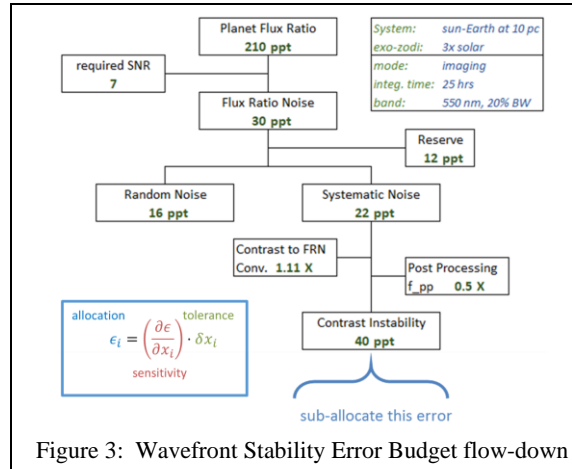 Planet Flux Ratio
210 ppt
System: sun-Earth at 10 pc
exo-zodi: 3x solar
mode: imaging
integ. time: 25 hrs
band: 550 nm, 20% BW
required SNR
7
Flux Ratio Noise
30 ppt
Reserve
12 ppt
Random Noise
16 ppt
Systematic Noise
22 ppt
Contrast to FRN
Conv. 1.11 X
Post Processing
f_pp 0.5 X
Contrast Instability
40 ppt
allocation
tolerance
ϵᵢ = (∂ϵ/∂xᵢ) · δxᵢ
sensitivity
sub-allocate this error
Figure 3: Wavefront Stability Error Budget flow-down